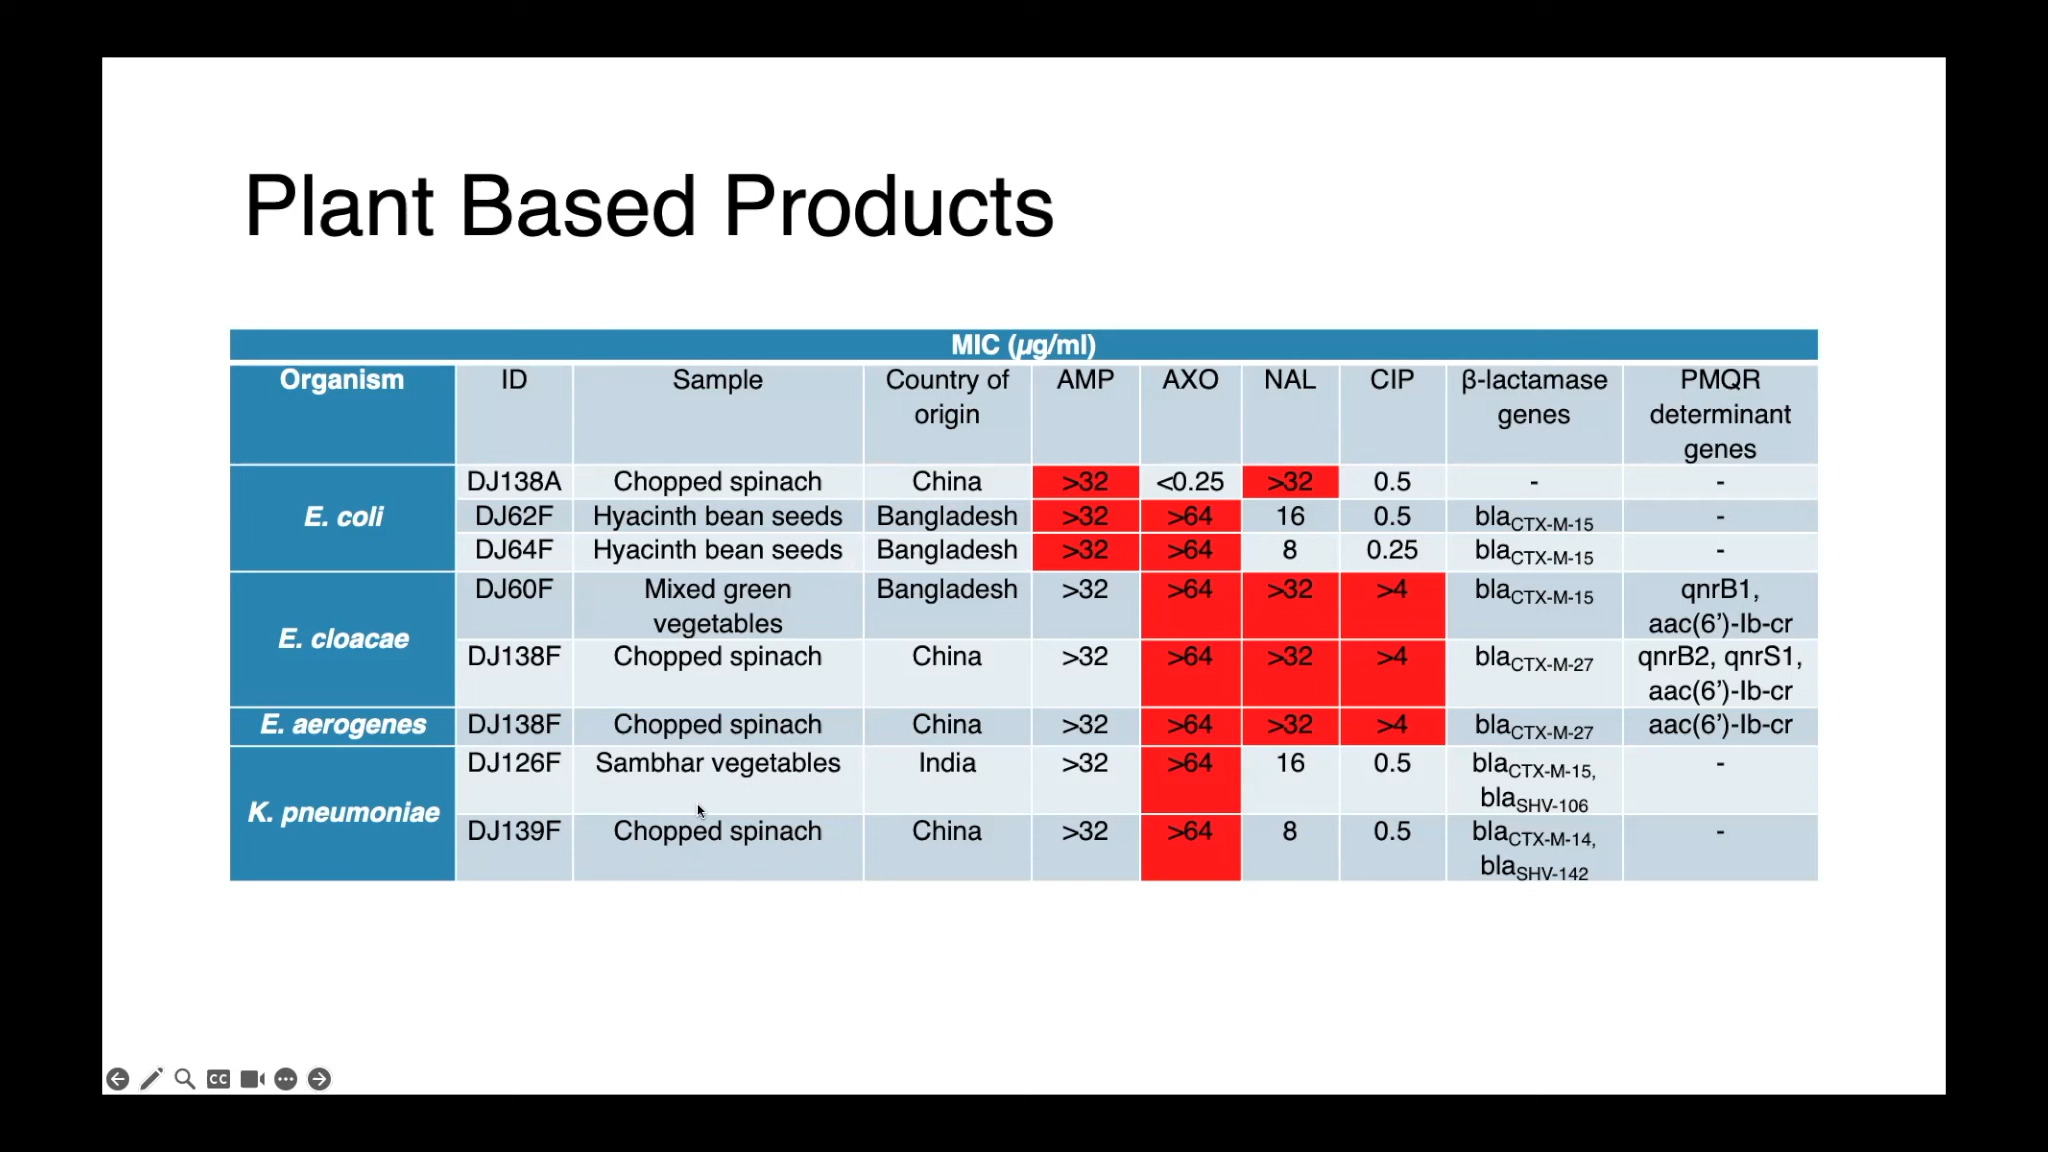 Plant Based Products
MIC (µg/ml)
Organism ID Sample Country of origin AMP AXO NAL CIP β-lactamase genes PMQR determinant genes
E. coli DJ138A Chopped spinach China >32 <0.25 >32 0.5 - -
DJ62F Hyacinth bean seeds Bangladesh >32 >64 16 0.5 blaCTX-M-15 -
DJ64F Hyacinth bean seeds Bangladesh >32 >64 8 0.25 blaCTX-M-15 -
E. cloacae DJ60F Mixed green vegetables Bangladesh >32 >64 >32 >4 blaCTX-M-15 qnrB1, aac(6’)-Ib-cr
DJ138F Chopped spinach China >32 >64 >32 >4 blaCTX-M-27 qnrB2, qnrS1, aac(6’)-Ib-cr
E. aerogenes DJ138F Chopped spinach China >32 >64 >32 >4 blaCTX-M-27 aac(6’)-Ib-cr
K. pneumoniae DJ126F Sambhar vegetables India >32 >64 16 0.5 blaCTX-M-15, blaSHV-106 -
DJ139F Chopped spinach China >32 >64 8 0.5 blaCTX-M-14, blaSHV-142 -
CC